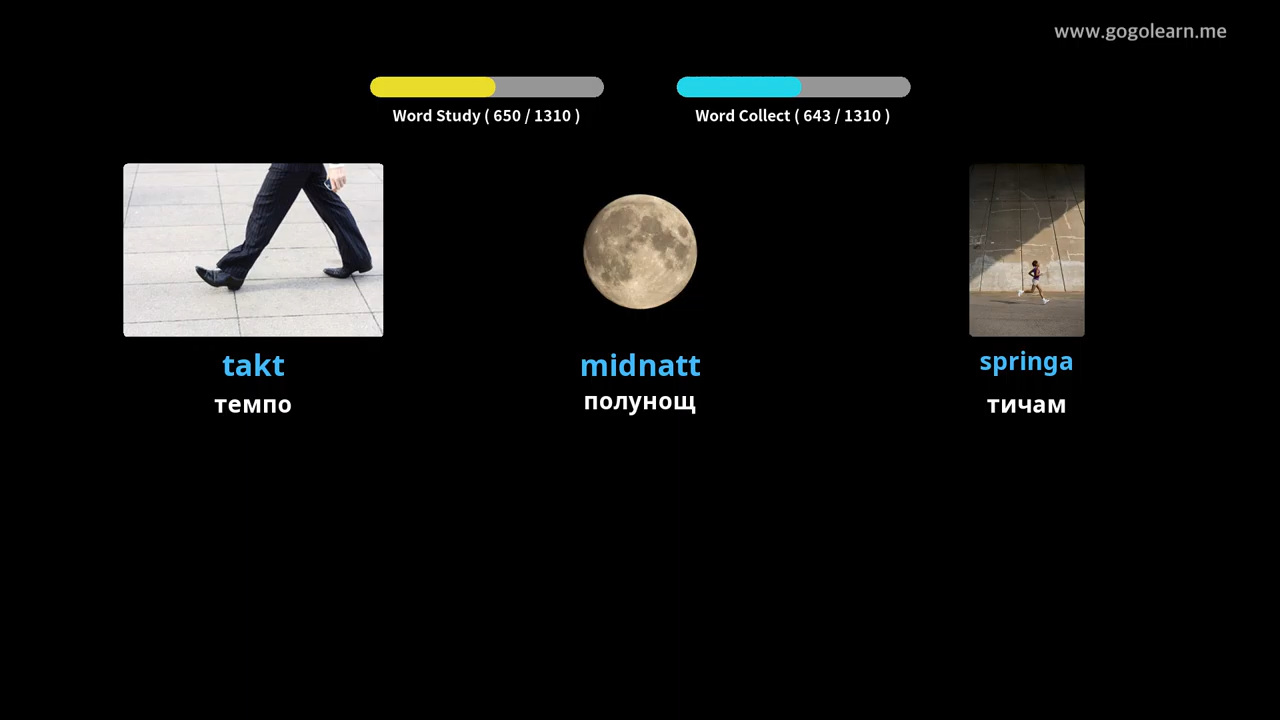 www.gogolearn.me
Word Study ( 650 / 1310 )
Word Collect ( 643 / 1310 )
takt
midnatt
springa
темпо
полунощ
тичам